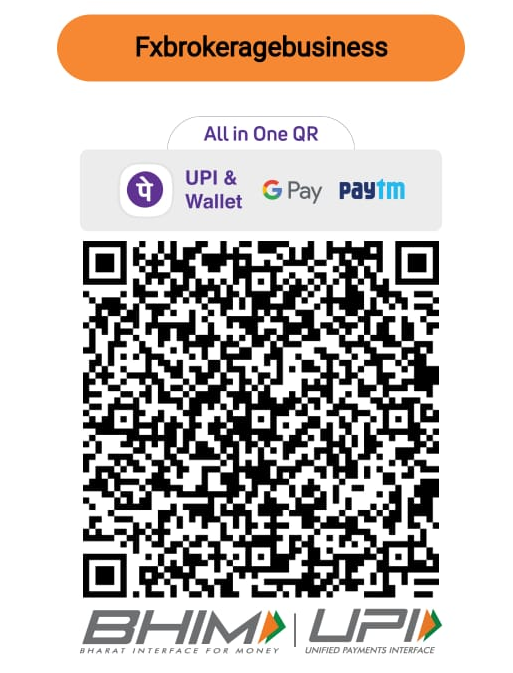 Fxbrokeragebusiness
All in One QR
पे
UPI &
Wallet
G Pay
paytm
BHIM
BHARAT INTERFACE FOR MONEY
UPI
UNIFIED PAYMENTS INTERFACE